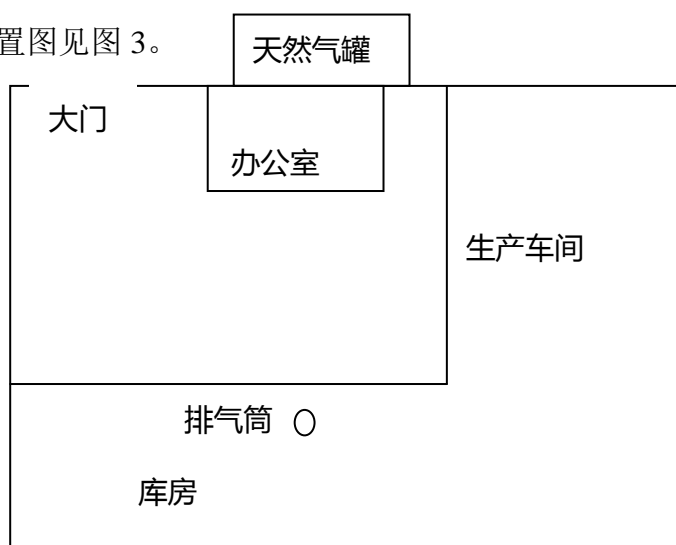 置图见图 3。
天然气罐
大门
办公室
生产车间
排气筒
库房